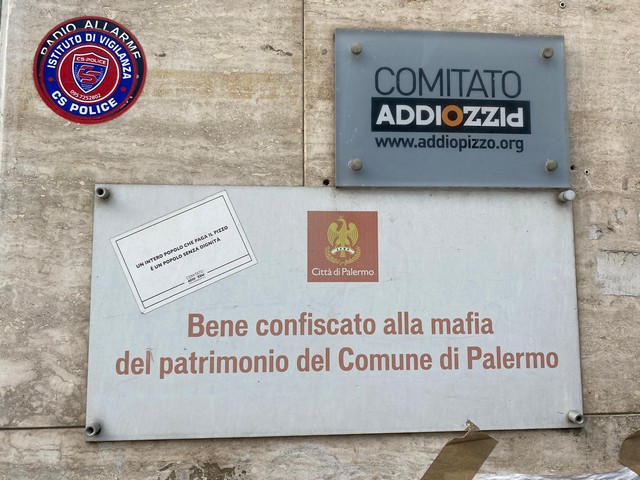 RADIO ALLARME
ISTITUTO DI VIGILANZA
CS-POLICE
CS POLICE
COMITATO
ADDIOPIZZO
www.addiopizzo.org
UN INTERO POPOLO CHE PAGA IL PIZZO
È UN POPOLO SENZA DIGNITÀ
Città di Palermo
Bene confiscato alla mafia
del patrimonio del Comune di Palermo